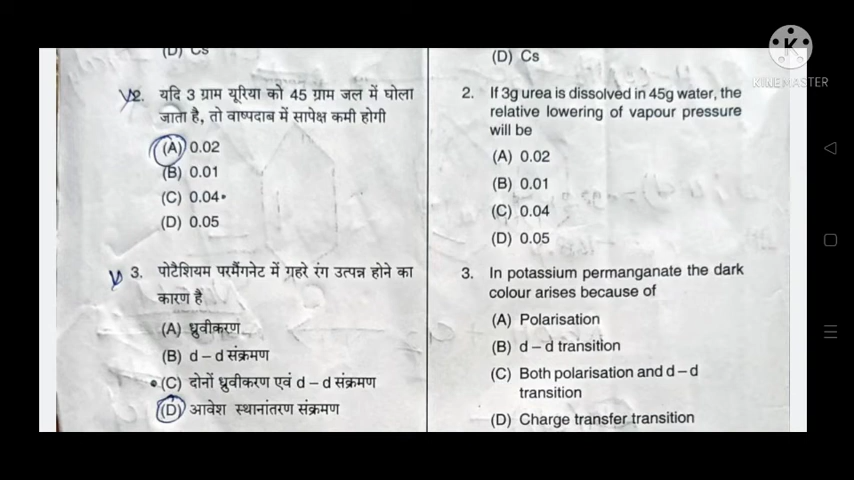 (D) Cs
2. यदि 3 ग्राम यूरिया को 45 ग्राम जल में घोला
जाता है, तो वाष्पदाब में सापेक्ष कमी होगी
(A) 0.02
(B) 0.01
(C) 0.04
(D) 0.05
3. पोटैशियम परमैंगनेट में गहरे रंग उत्पन्न होने का
कारण है
(A) ध्रुवीकरण
(B) d – d संक्रमण
(C) दोनों ध्रुवीकरण एवं d – d संक्रमण
(D) आवेश स्थानांतरण संक्रमण
(D) Cs
2. If 3g urea is dissolved in 45g water, the
relative lowering of vapour pressure
will be
(A) 0.02
(B) 0.01
(C) 0.04
(D) 0.05
3. In potassium permanganate the dark
colour arises because of
(A) Polarisation
(B) d – d transition
(C) Both polarisation and d – d
transition
(D) Charge transfer transition
K
KINEMASTER